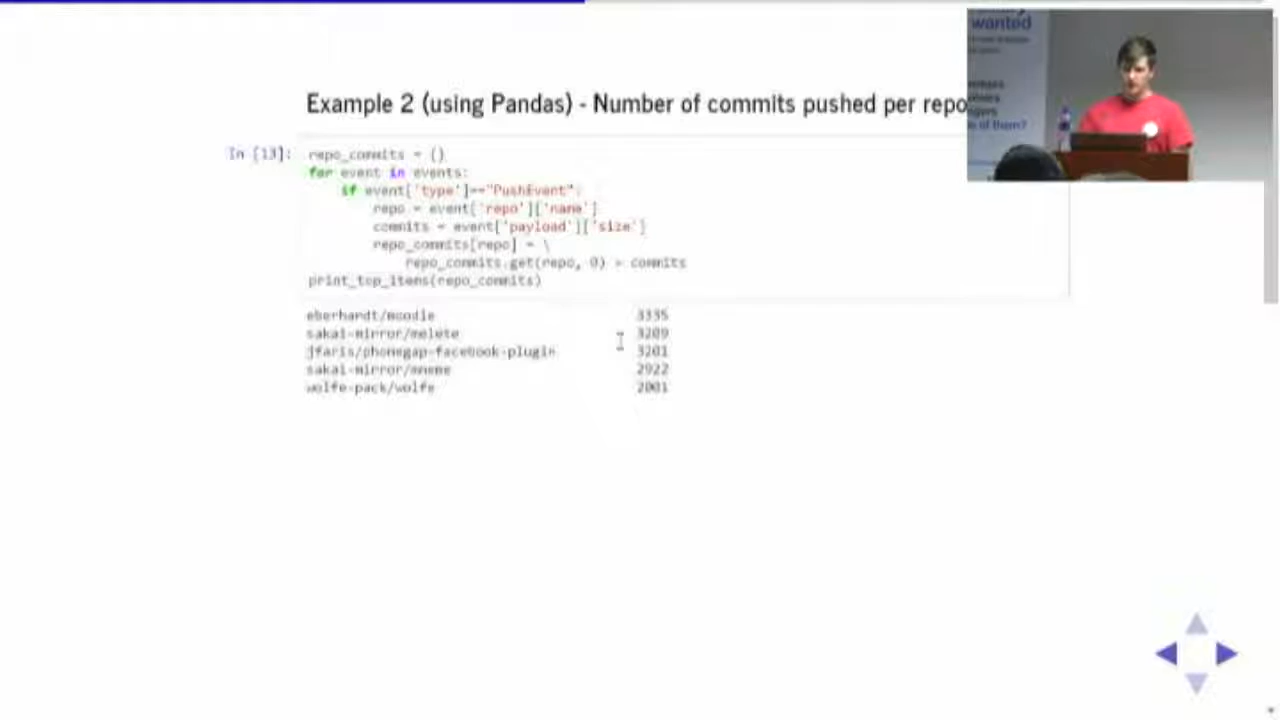 wanted
of them?
Example 2 (using Pandas) - Number of commits pushed per repo
In [13]: repo_commits = {}
for event in events:
if event['type']=="PushEvent":
repo = event['repo']['name']
commits = event['payload']['size']
repo_commits[repo] = \
repo_commits.get(repo, 0) + commits
print_top_items(repo_commits)
eberhardt/moodle 3335
sakai-mirror/melete 3209
jfaris/phonegap-facebook-plugin 3201
sakai-mirror/mneme 2922
wolfe-pack/wolfe 2001